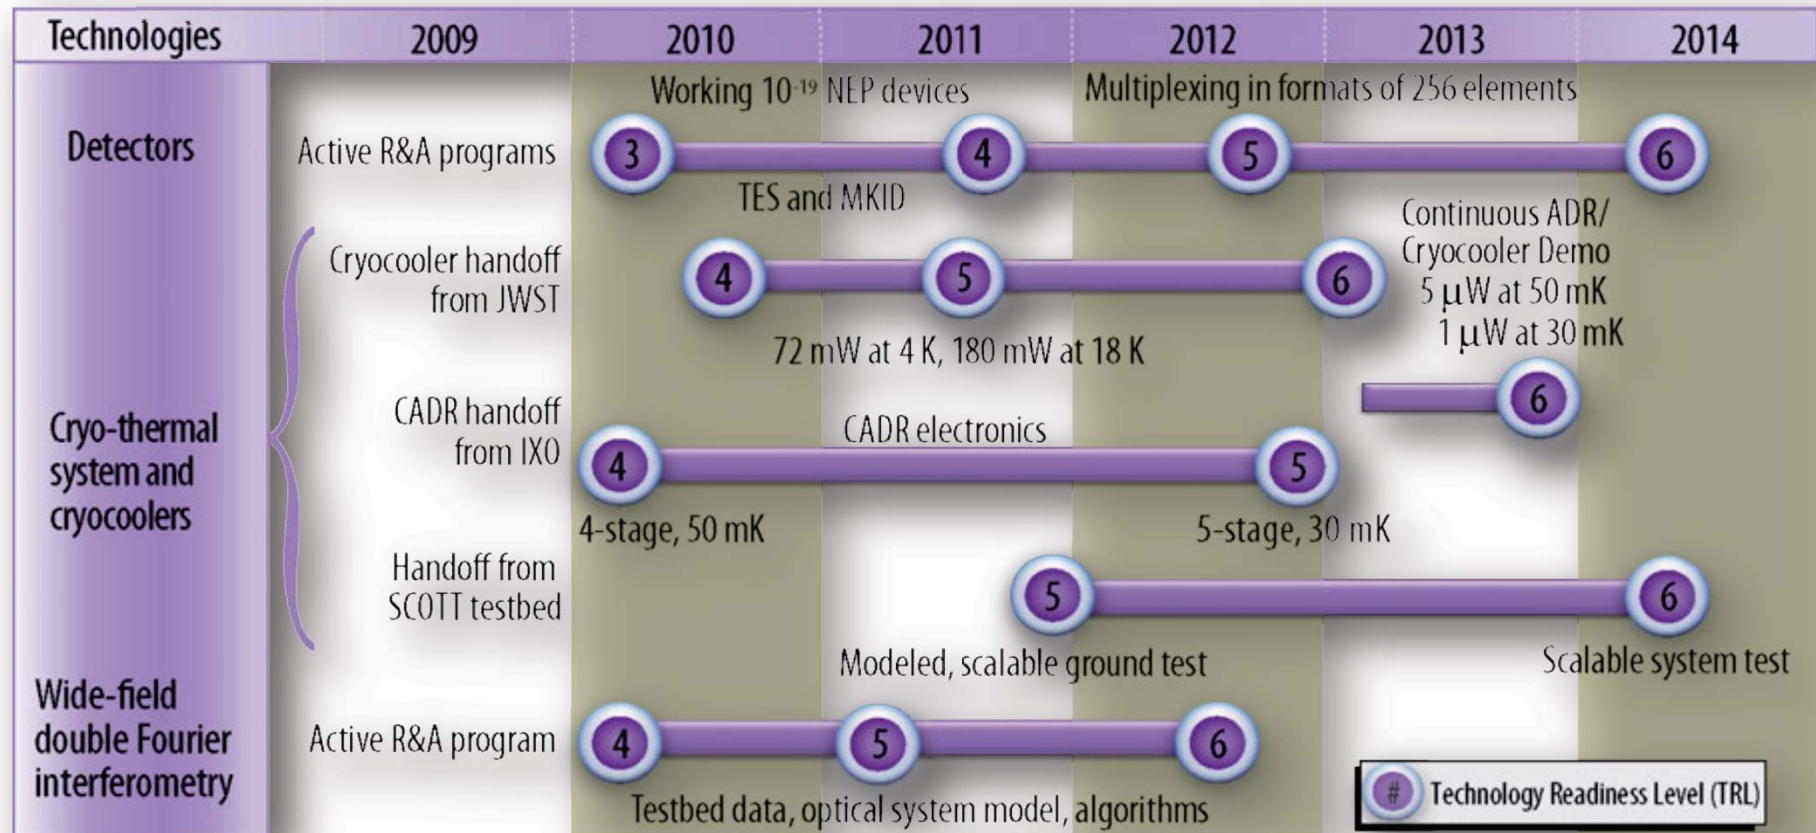 Technologies 2009 2010 2011 2012 2013 2014
Working 10⁻¹⁹ NEP devices Multiplexing in formats of 256 elements
Detectors Active R&A programs 3 4 5 6
TES and MKID
Continuous ADR/
Cryocooler Demo
5 μW at 50 mK
1 μW at 30 mK
Cryocooler handoff
from JWST
4 5 6
72 mW at 4 K, 180 mW at 18 K
6
Cryo-thermal
system and
cryocoolers
CADR handoff
from IXO
CADR electronics
4 5
4-stage, 50 mK 5-stage, 30 mK
Handoff from
SCOTT testbed
5 6
Modeled, scalable ground test Scalable system test
Wide-field
double Fourier
interferometry
Active R&A program 4 5 6
Testbed data, optical system model, algorithms
# Technology Readiness Level (TRL)